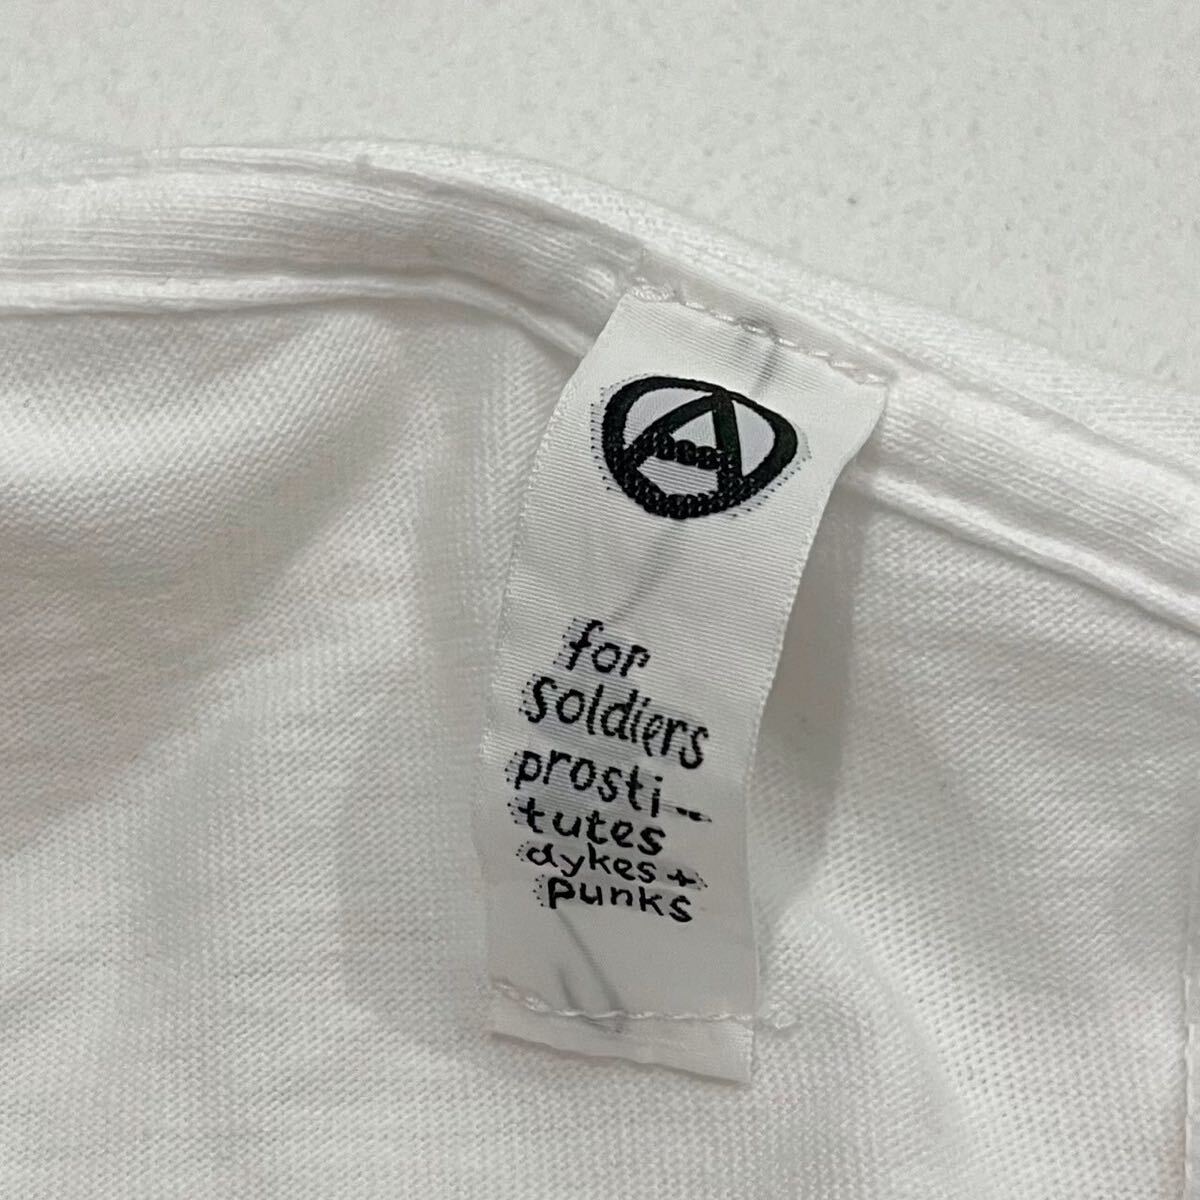 for
soldiers
prosti-
tutes
dykes +
punks